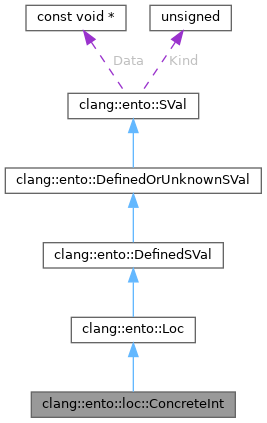 const void *
unsigned
Data
Kind
clang::ento::SVal
clang::ento::DefinedOrUnknownSVal
clang::ento::DefinedSVal
clang::ento::Loc
clang::ento::loc::ConcreteInt